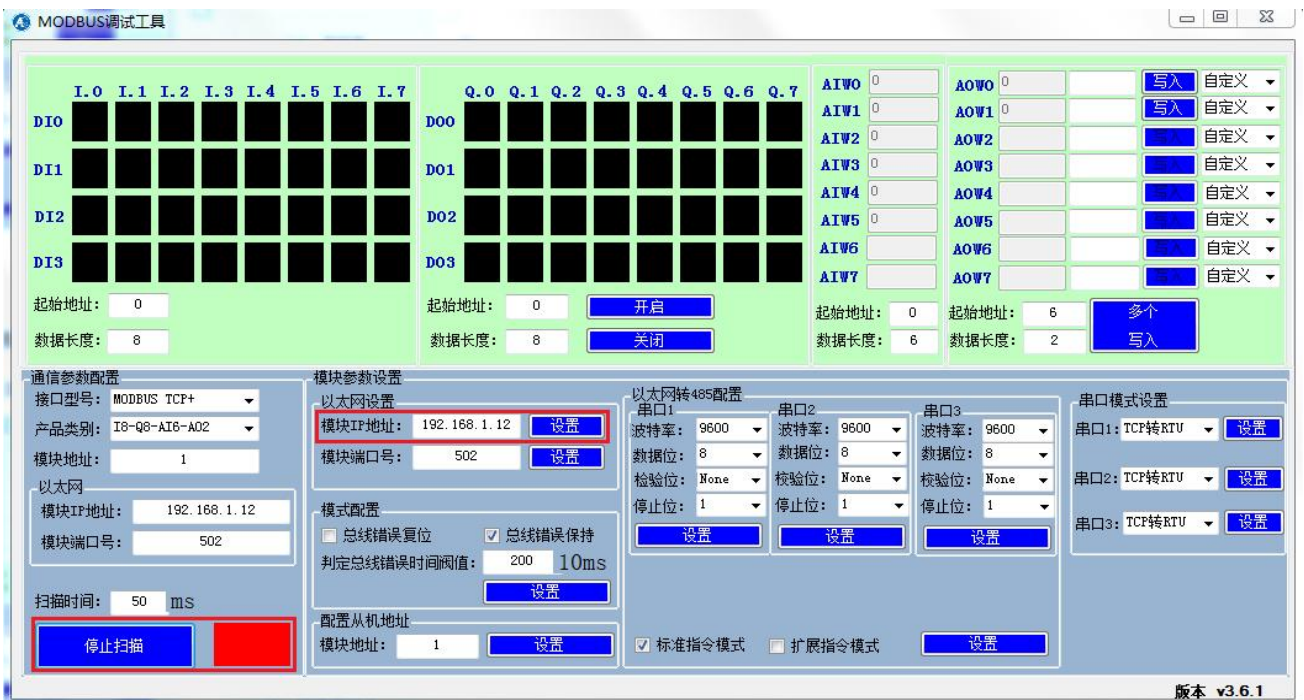 MODBUS调试工具
I.0 I.1 I.2 I.3 I.4 I.5 I.6 I.7
DI0
DI1
DI2
DI3
起始地址: 0
数据长度: 8
Q.0 Q.1 Q.2 Q.3 Q.4 Q.5 Q.6 Q.7
DO0
DO1
DO2
DO3
起始地址: 0 开启
数据长度: 8 关闭
AIW0 0
AIW1 0
AIW2 0
AIW3 0
AIW4 0
AIW5 0
AIW6
AIW7
起始地址: 0
数据长度: 6
AOW0 0 写入 自定义
AOW1 0 写入 自定义
AOW2 写入 自定义
AOW3 写入 自定义
AOW4 写入 自定义
AOW5 写入 自定义
AOW6 写入 自定义
AOW7 写入 自定义
起始地址: 6
数据长度: 2
多个
写入
通信参数配置
接口型号: MODBUS TCP+
产品类别: I8-Q8-AI6-AO2
模块地址: 1
以太网
模块IP地址: 192.168.1.12
模块端口号: 502
扫描时间: 50 ms
停止扫描
模块参数设置
以太网设置
模块IP地址: 192.168.1.12 设置
模块端口号: 502 设置
模式配置
总线错误复位 总线错误保持
判定总线错误时间阀值: 200 10ms
设置
配置从机地址
模块地址: 1 设置
以太网转485配置
串口1
波特率: 9600
数据位: 8
检验位: None
停止位: 1
设置
串口2
波特率: 9600
数据位: 8
校验位: None
停止位: 1
设置
串口3
波特率: 9600
数据位: 8
校验位: None
停止位: 1
设置
标准指令模式 扩展指令模式 设置
串口模式设置
串口1: TCP转RTU 设置
串口2: TCP转RTU 设置
串口3: TCP转RTU 设置
版本 v3.6.1